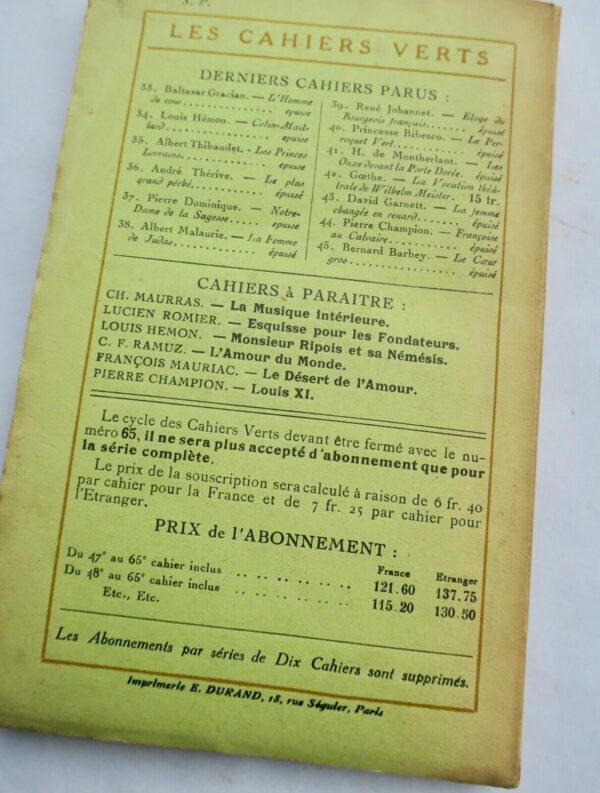 S. P.
LES CAHIERS VERTS
DERNIERS CAHIERS PARUS :
33. Baltasar Gracian. — L'Homme
de cour............... épuisé
34. Louis Hémon. — Colin-Mail-
lard................. épuisé
35. Albert Thibaudet. - Les Princes
Lorrains.............. épuisé
36. André Thérive. — Le plus
grand péché........... épuisé
37. Pierre Dominique. — Notre-
Dame de la Sagesse.... épuisé
38. Albert Malaurie. — La Femme
de Judas.............. épuisé
39. René Johannet. — Eloge du
Bourgeois français....... épuisé
40. Princesse Bibesco. — Le Per-
roquet Vert............ épuisé
41. H. de Montherlant. — Les
Onze devant la Porte Dorée. épuisé
42. Gœthe. — La Vocation théâ-
trale de Wilhelm Meister. 15 fr.
43. David Garnett. — La femme
changée en renard....... épuisé
44. Pierre Champion. — Françoise
au Calvaire............ épuisé
45. Bernard Barbey. — Le Cœur
gros.................. épuisé
CAHIERS à PARAITRE :
CH. MAURRAS. — La Musique intérieure.
LUCIEN ROMIER. — Esquisse pour les Fondateurs.
LOUIS HEMON. — Monsieur Ripois et sa Némésis.
C. F. RAMUZ. — L'Amour du Monde.
FRANÇOIS MAURIAC. — Le Désert de l'Amour.
PIERRE CHAMPION. — Louis XI.
Le cycle des Cahiers Verts devant être fermé avec le nu-
méro 65, il ne sera plus accepté d'abonnement que pour
la série complète.
Le prix de la souscription sera calculé à raison de 6 fr. 40
par cahier pour la France et de 7 fr. 25 par cahier pour
l'Etranger.
PRIX de l'ABONNEMENT :
France Etranger
Du 47e au 65e cahier inclus .. .. .. .. .. .. .. 121.60 137.75
Du 48e au 65e cahier inclus .. .. .. .. .. .. .. 115.20 130.50
Etc., Etc.
Les Abonnements par séries de Dix Cahiers sont supprimés.
Imprimerie E. DURAND, 18, rue Séguier, Paris